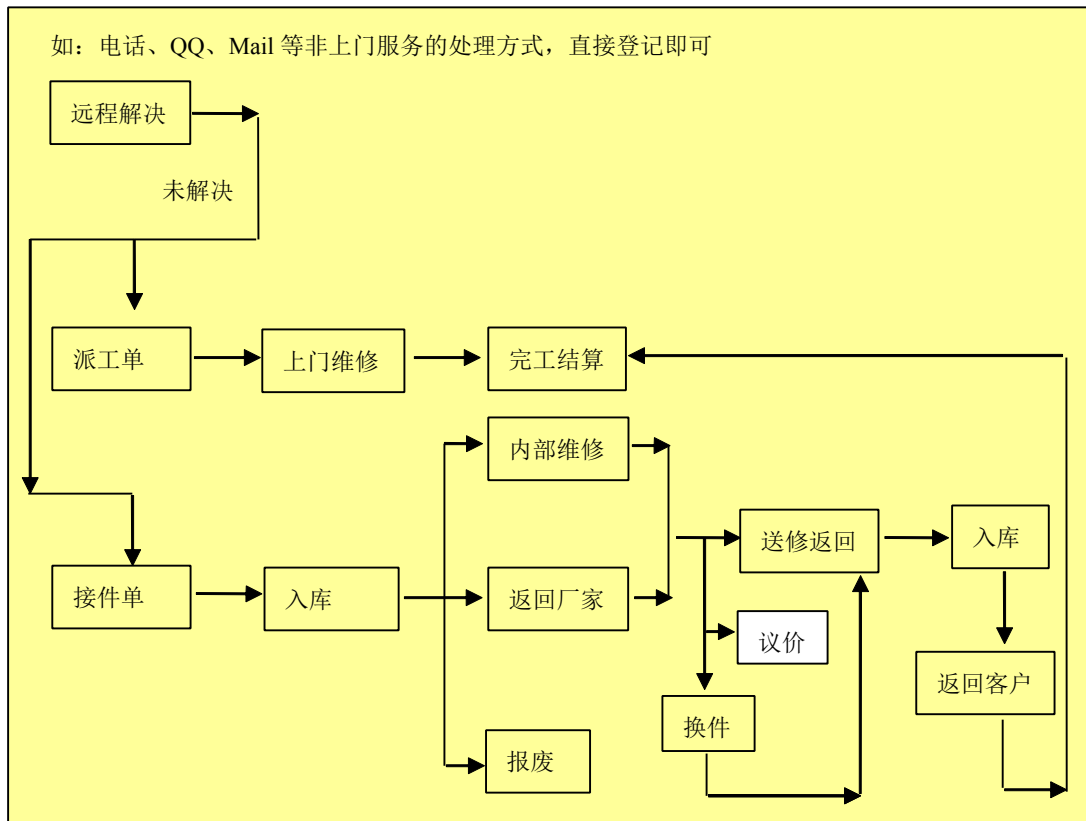 如：电话、QQ、Mail 等非上门服务的处理方式，直接登记即可
远程解决
未解决
派工单
上门维修
完工结算
内部维修
送修返回
入库
接件单
入库
返回厂家
议价
返回客户
换件
报废